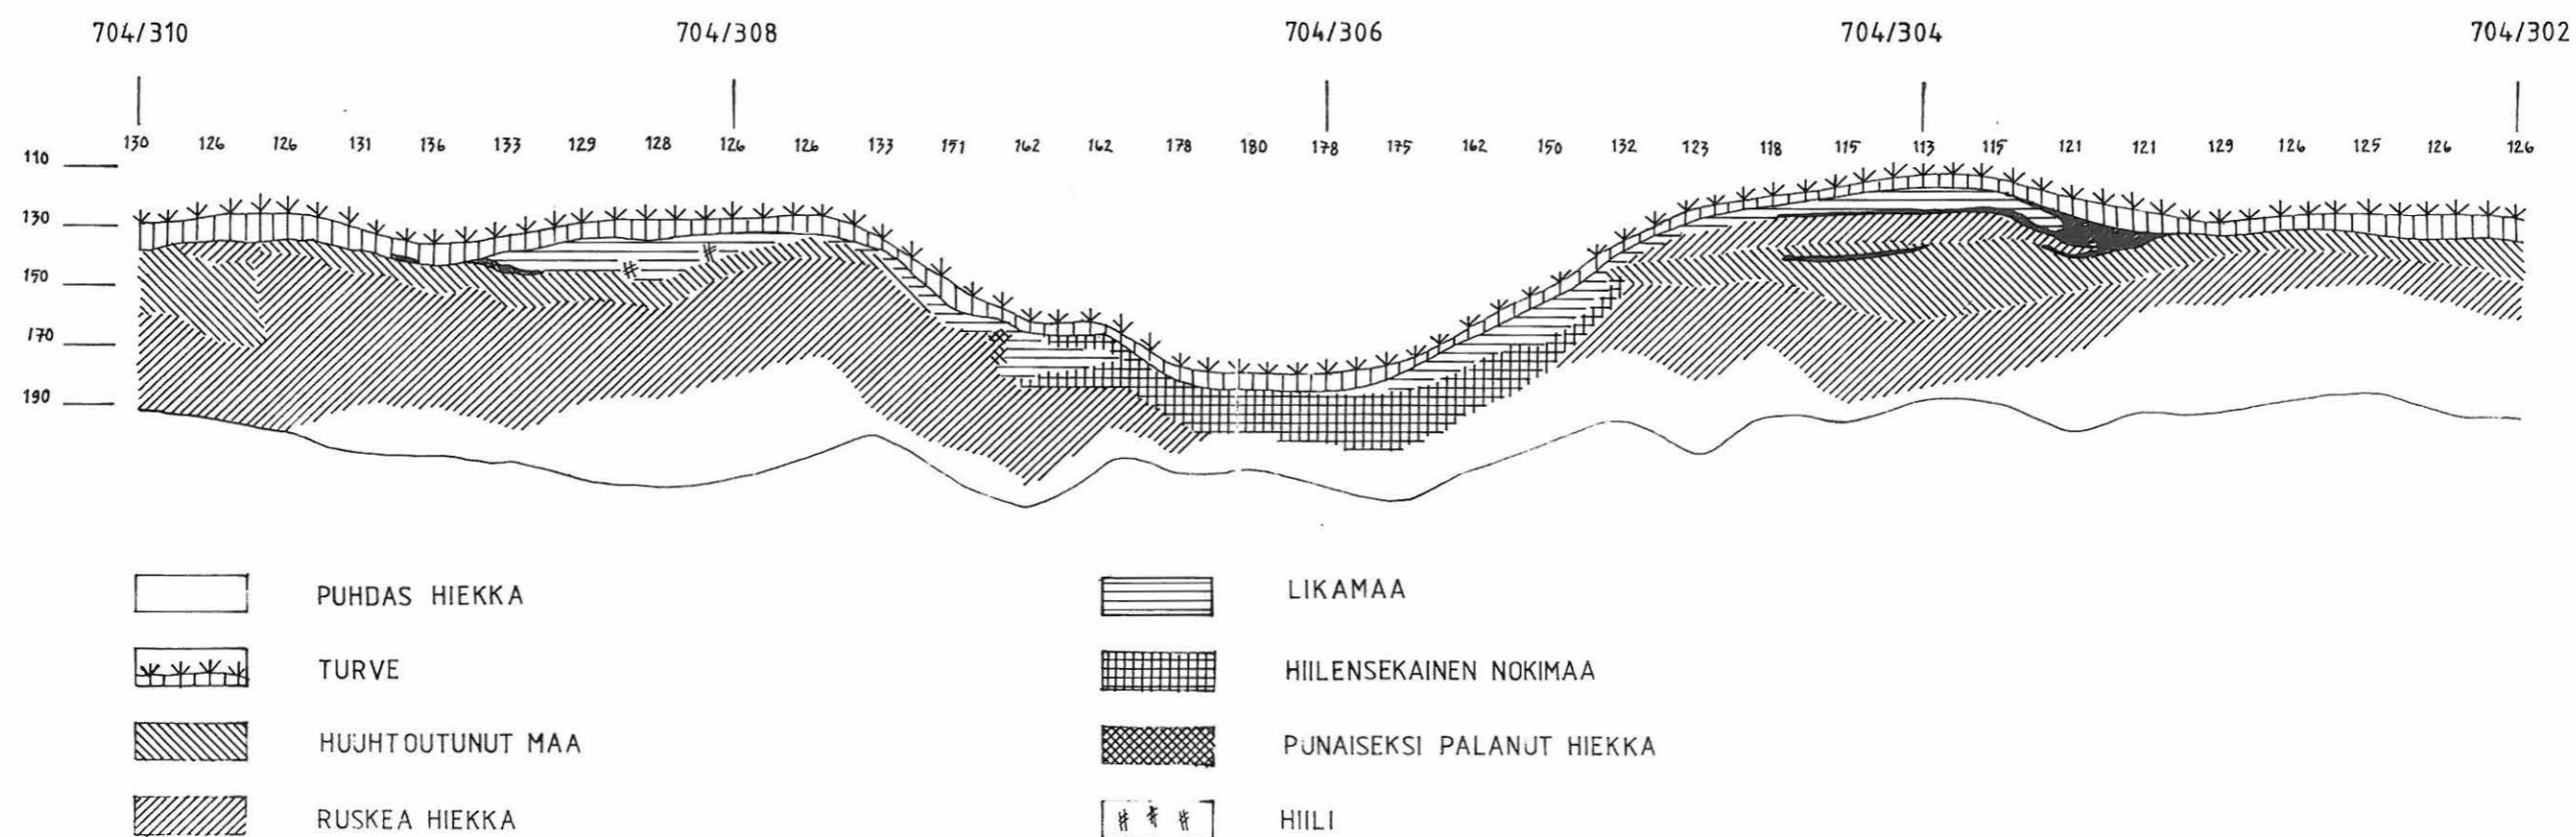 704/310 704/308 704/306 704/304 704/302
130 126 126 131 136 133 129 128 126 126 133 151 162 162 178 180 178 175 162 150 132 123 118 115 113 115 121 121 129 126 125 126 126
110
130
150
170
190
PUHDAS HIEKKA
TURVE
HUUHTOUTUNUT MAA
RUSKEA HIEKKA
LIKAMAA
HIILENSEKAINEN NOKIMAA
PUNAISEKSI PALANUT HIEKKA
HIILI